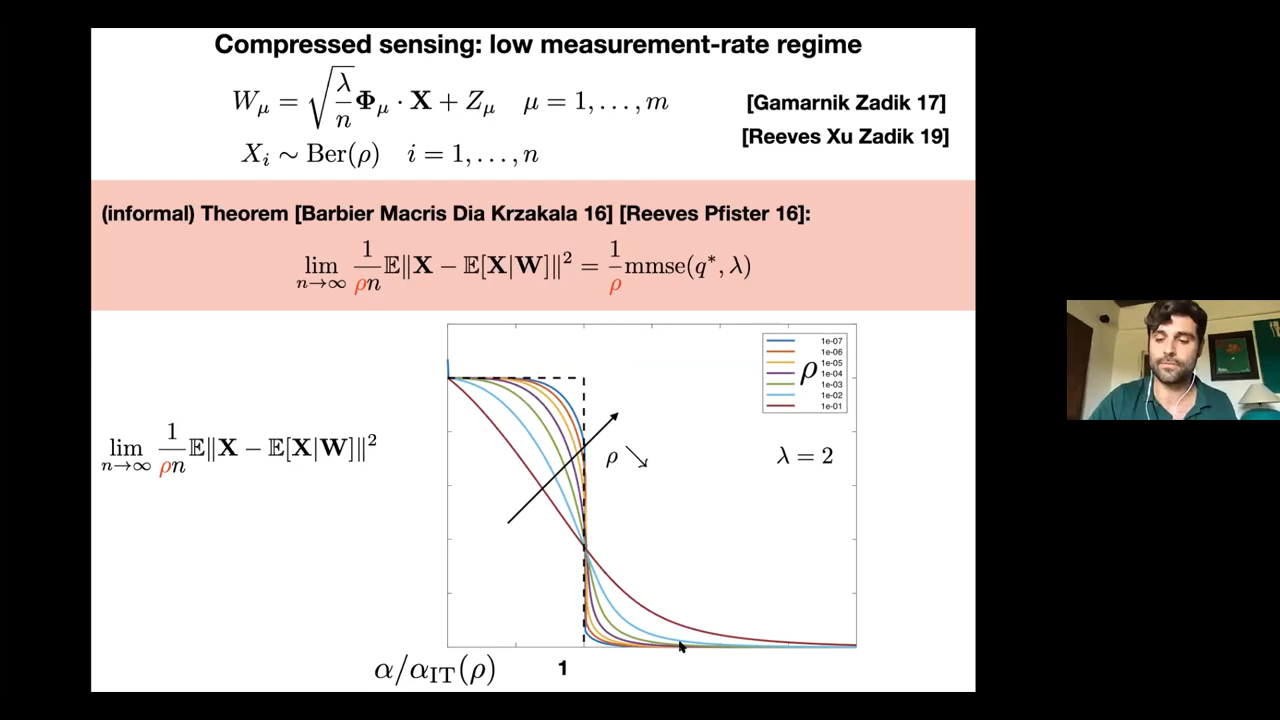 Compressed sensing: low measurement-rate regime
W_μ = √(λ/n) Φ_μ · X + Z_μ   μ = 1, . . . , m
[Gamarnik Zadik 17]
[Reeves Xu Zadik 19]
X_i ∼ Ber(ρ)   i = 1, . . . , n
(informal) Theorem [Barbier Macris Dia Krzakala 16] [Reeves Pfister 16]:
lim_{n→∞} 1/(ρn) 𝔼‖X − 𝔼[X|W]‖² = 1/ρ mmse(q*, λ)
1e-07
1e-06
1e-05
1e-04
1e-03
1e-02
1e-01
ρ
lim_{n→∞} 1/(ρn) 𝔼‖X − 𝔼[X|W]‖²
ρ ↘
λ = 2
α/α_IT(ρ)
1